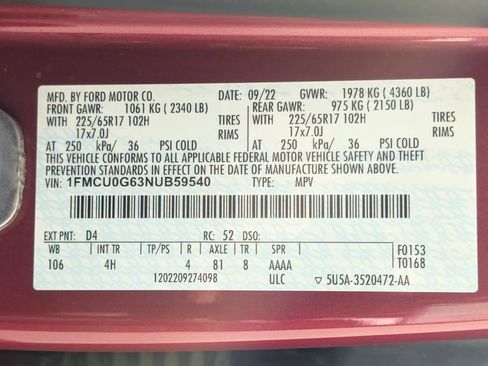 MFD. BY FORD MOTOR CO. 09/22 GVWR: 1978 KG ( 4360 LB)
FRONT GAWR: 1061 KG ( 2340 LB) REAR GAWR: 975 KG ( 2150 LB)
WITH 225/65R17 102H TIRES WITH 225/65R17 102H TIRES
17x7.0J RIMS 17x7.0J RIMS
AT 250 kPa/ 36 PSI COLD AT 250 kPa/ 36 PSI COLD
THIS VEHICLE CONFORMS TO ALL APPLICABLE FEDERAL MOTOR VEHICLE SAFETY AND THEFT
PREVENTION STANDARDS IN EFFECT ON THE DATE OF MANUFACTURE SHOWN ABOVE.
VIN: 1FMCU0G63NUB59540 TYPE: MPV
EXT PNT: D4 RC: 52 DSO:
WB INT TR TP/PS R AXLE TR SPR F0153
106 4H 4 81 8 AAAA T0168
1202209274098 ULC ▽ 5U5A-3520472-AA